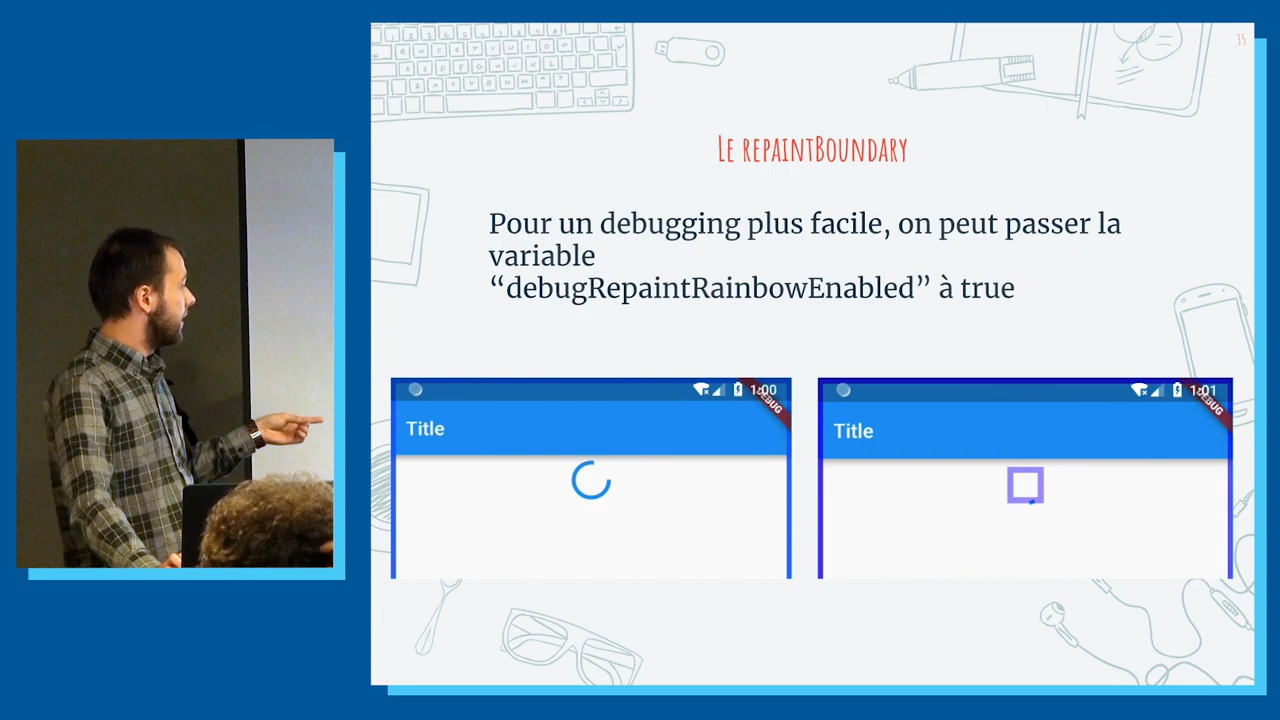 35
Le repaintBoundary
Pour un debugging plus facile, on peut passer la
variable
“debugRepaintRainbowEnabled” à true
1:00
DEBUG
Title
1:01
DEBUG
Title